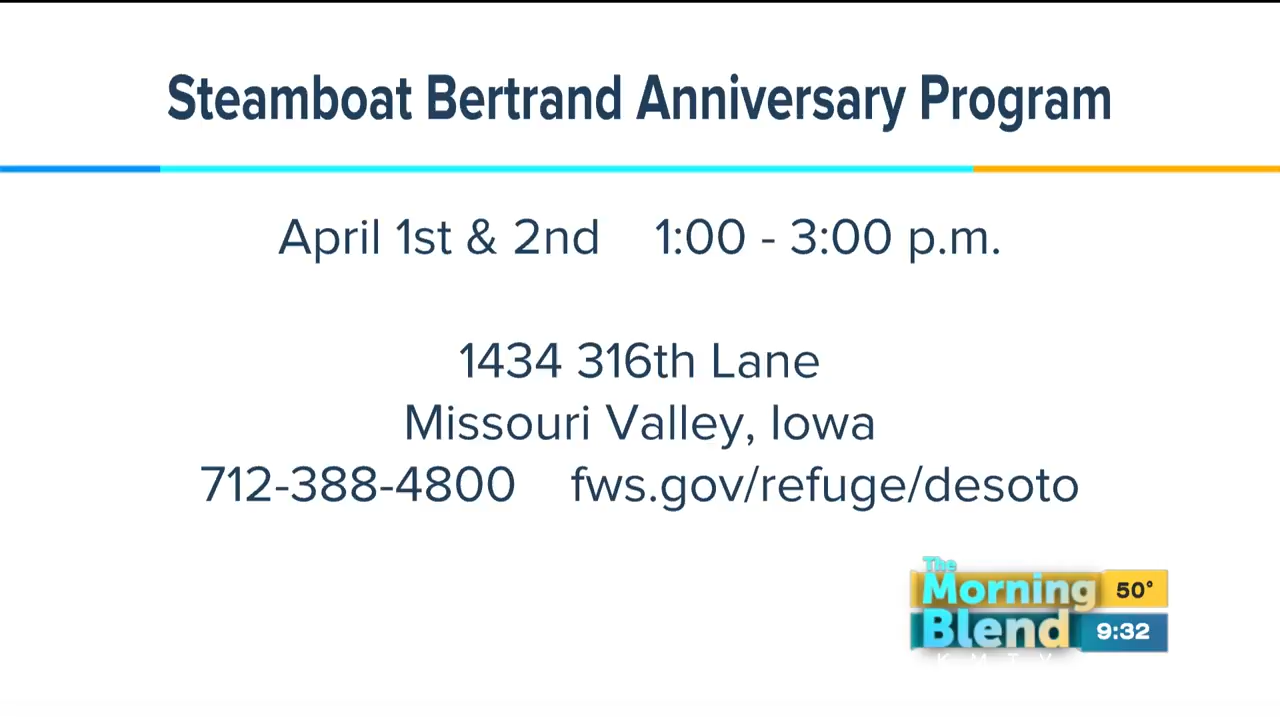 Steamboat Bertrand Anniversary Program
April 1st & 2nd 1:00 - 3:00 p.m.
1434 316th Lane
Missouri Valley, Iowa
712-388-4800 fws.gov/refuge/desoto
The
Morning 50°
Blend 9:32
K M T V